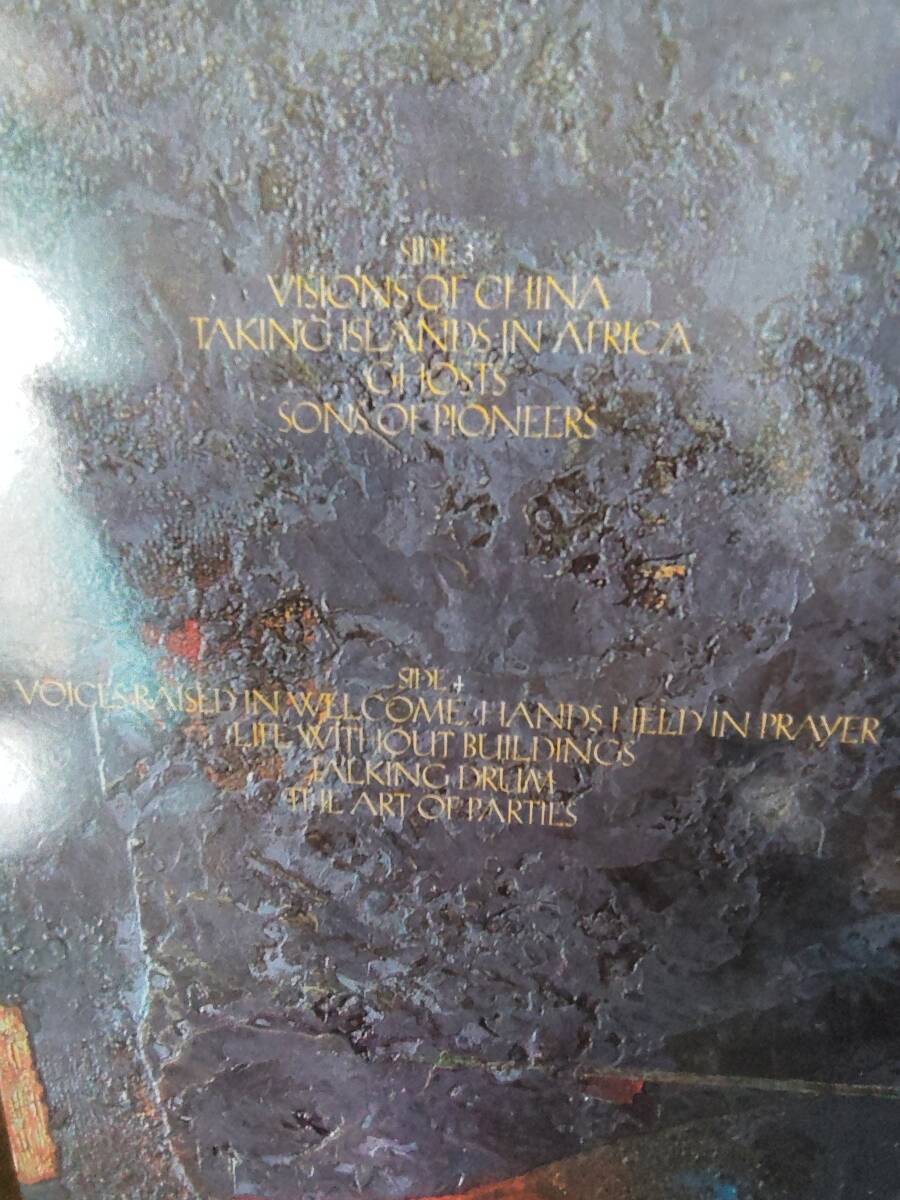 SIDE 3
VISIONS OF CHINA
TAKING ISLANDS IN AFRICA
GHOSTS
SONS OF PIONEERS
SIDE 4
VOICES RAISED IN WELCOME, HANDS HELD IN PRAYER
LIFE WITHOUT BUILDINGS
TALKING DRUM
THE ART OF PARTIES